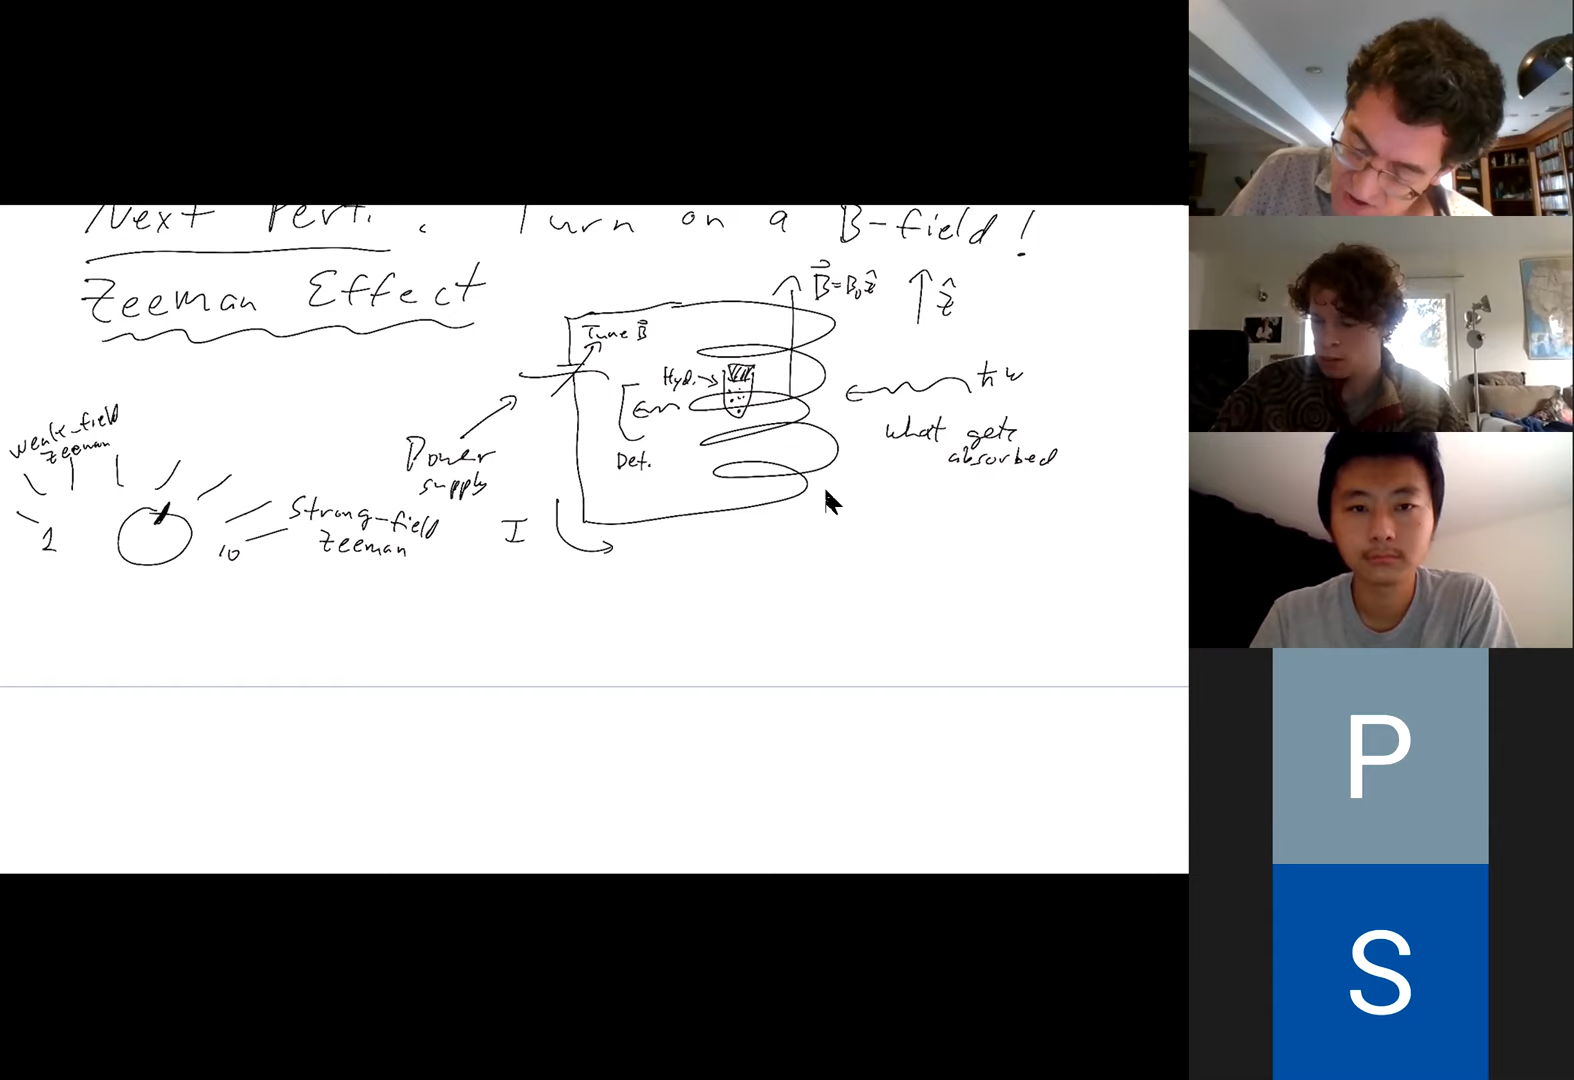 Next Pert. : Turn on a B-field!
Zeeman Effect
B⃗=B₀ẑ
ẑ
Tune B⃗
Hyd.
ħω
what gets
absorbed
Power
supply
Det.
weak-field
Zeeman
1
10
Strong-field
Zeeman
I
P
S